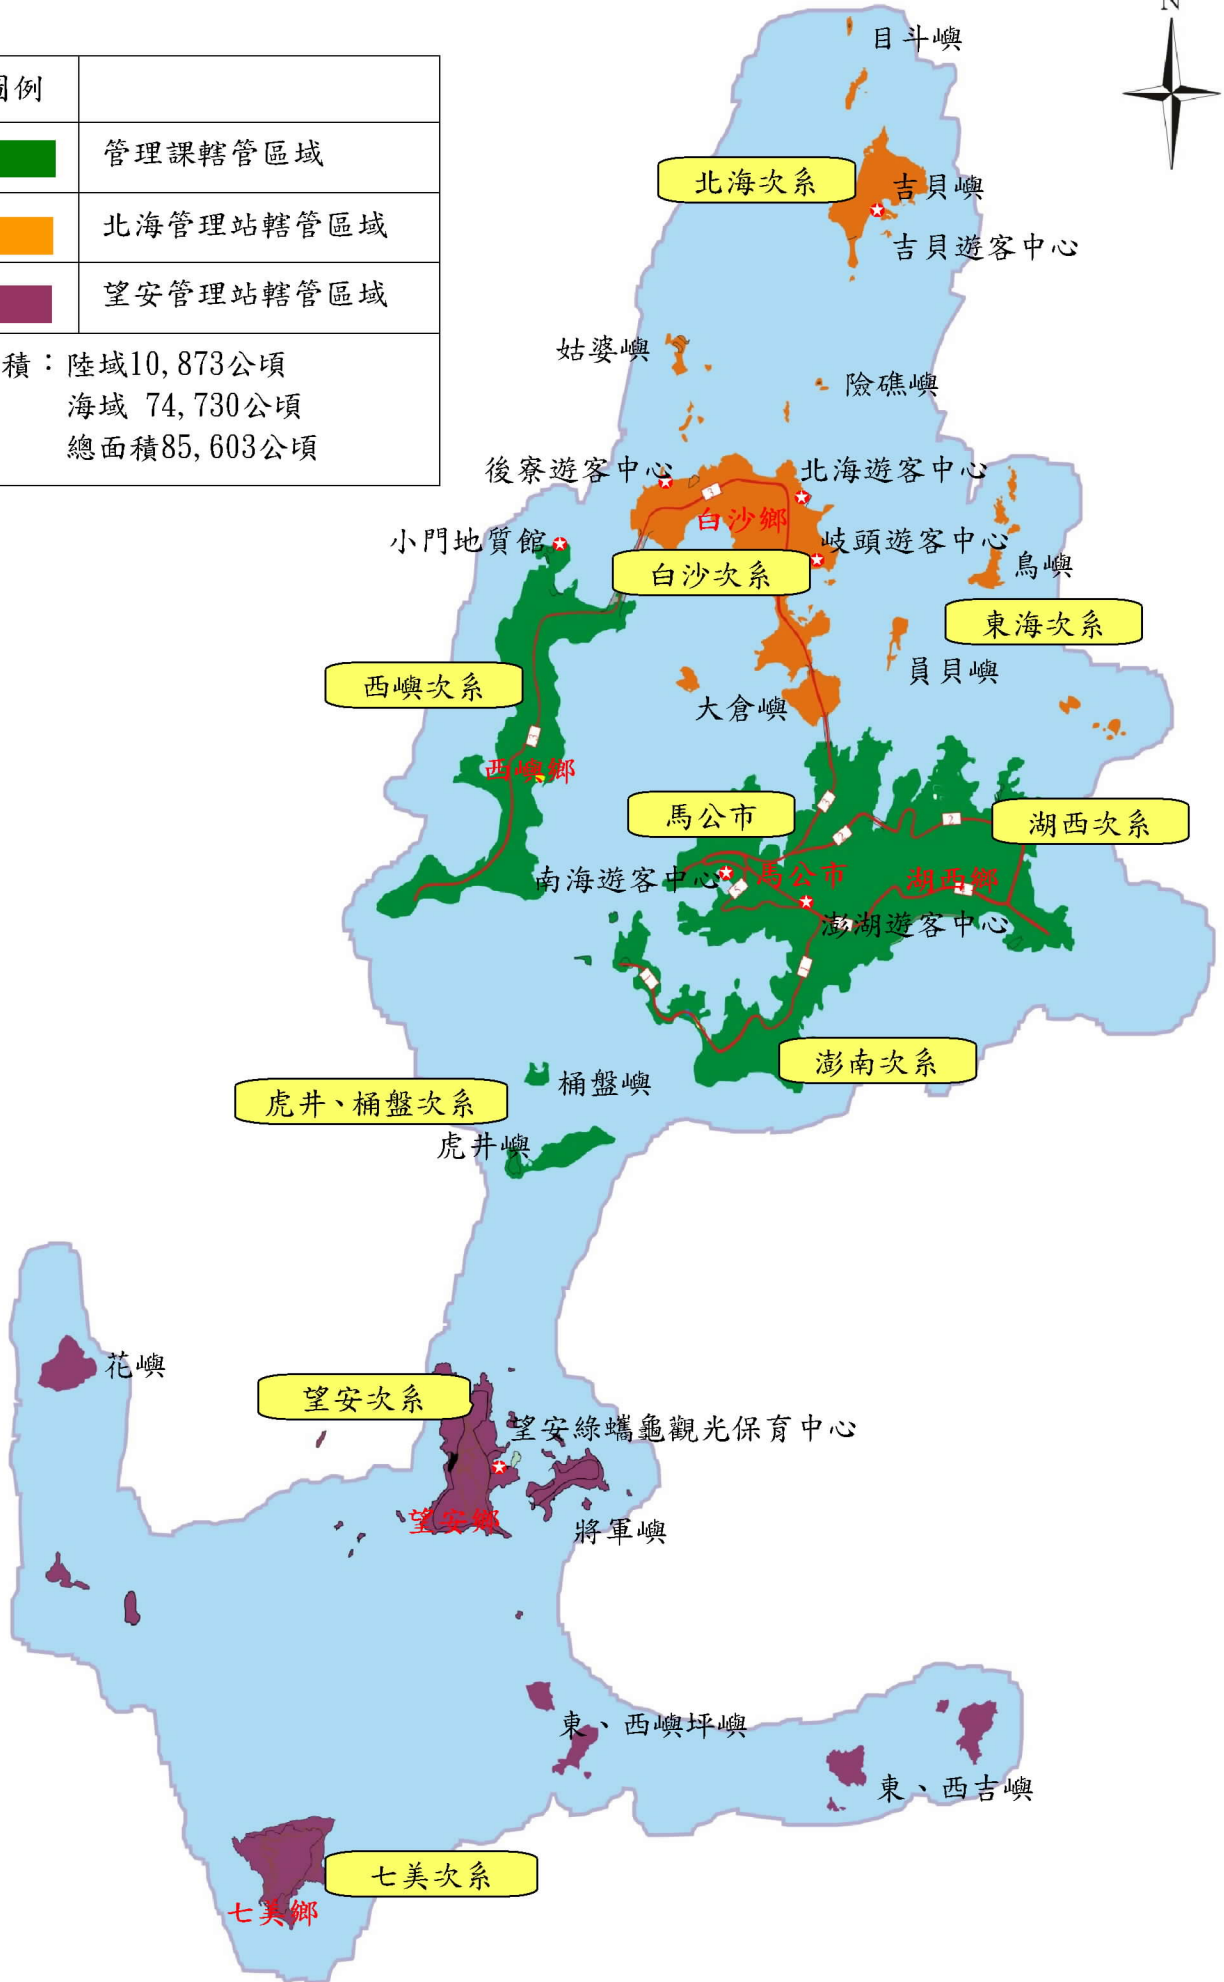 N
例
管理課轄管區域
北海管理站轄管區域
望安管理站轄管區域
積：陸域10,873公頃
海域 74,730公頃
總面積85,603公頃
目斗嶼
北海次系
吉貝嶼
吉貝遊客中心
姑婆嶼
險礁嶼
後寮遊客中心
北海遊客中心
白沙鄉
小門地質館
岐頭遊客中心
鳥嶼
白沙次系
東海次系
員貝嶼
西嶼次系
大倉嶼
西嶼鄉
馬公市
湖西次系
南海遊客中心
馬公市
湖西鄉
澎湖遊客中心
澎南次系
桶盤嶼
虎井、桶盤次系
虎井嶼
花嶼
望安次系
望安綠蠵龜觀光保育中心
望安鄉
將軍嶼
東、西嶼坪嶼
東、西吉嶼
七美次系
七美鄉